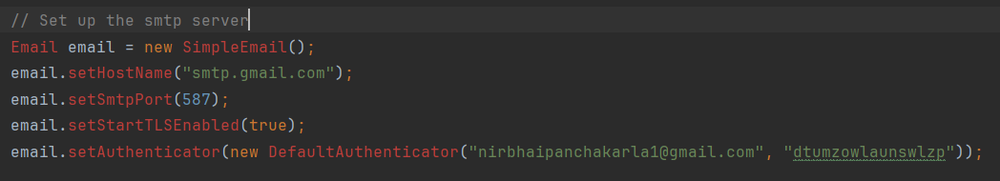 // Set up the smtp server
Email email = new SimpleEmail();
email.setHostName("smtp.gmail.com");
email.setSmtpPort(587);
email.setStartTLSEnabled(true);
email.setAuthenticator(new DefaultAuthenticator("nirbhaipanchakarla1@gmail.com", "dtumzowlaunswlzp"));